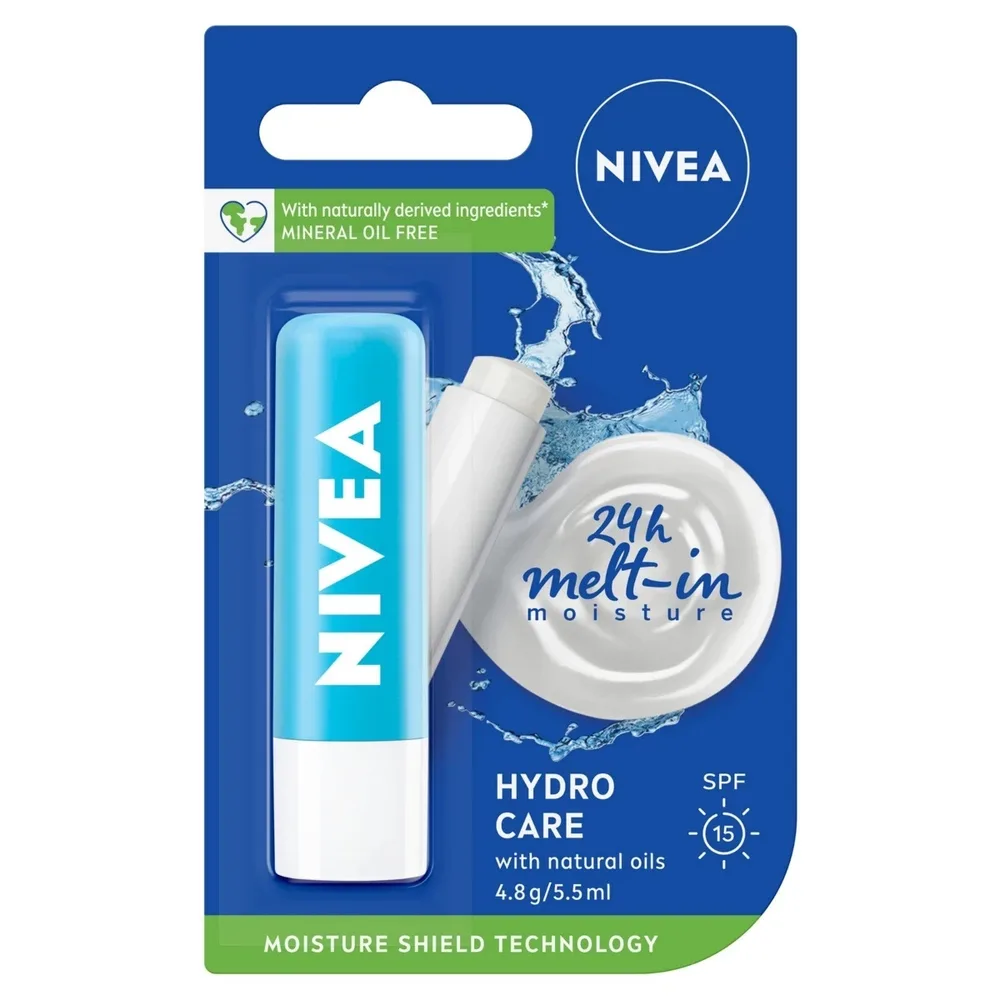 NIVEA
With naturally derived ingredients*
MINERAL OIL FREE
NIVEA
24h
melt-in
moisture
HYDRO
CARE
with natural oils
4.8g/5.5ml
SPF
15
MOISTURE SHIELD TECHNOLOGY